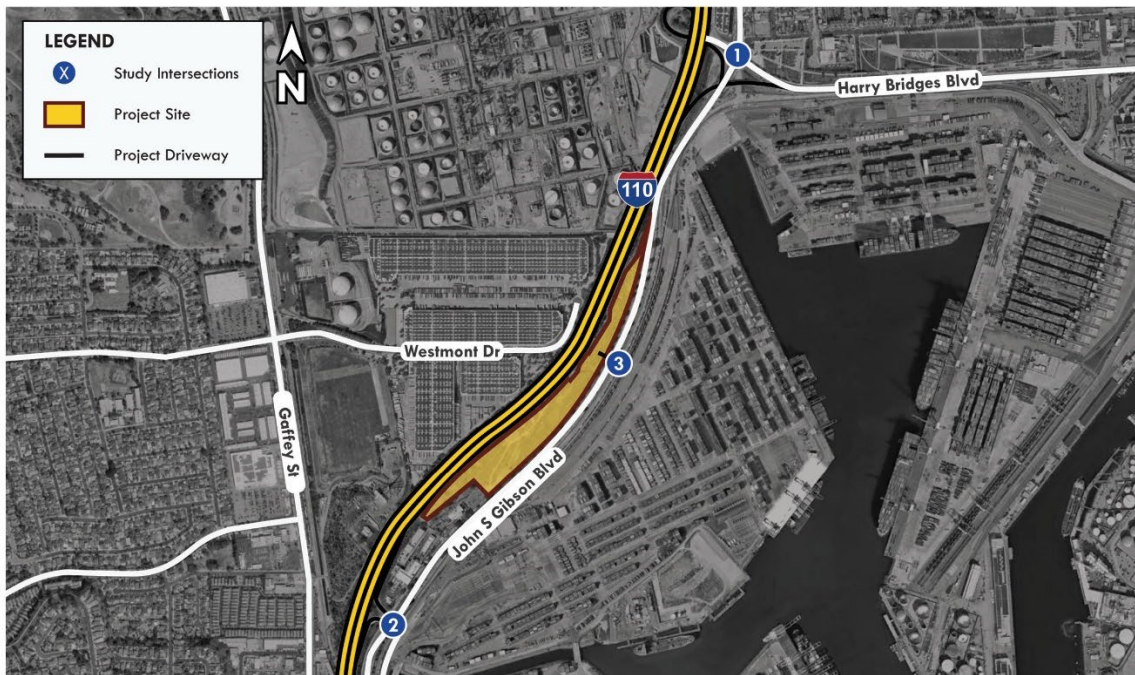 LEGEND
X Study Intersections
Project Site
Project Driveway
N
1
Harry Bridges Blvd
110
Westmont Dr
3
Gaffey St
John S Gibson Blvd
2